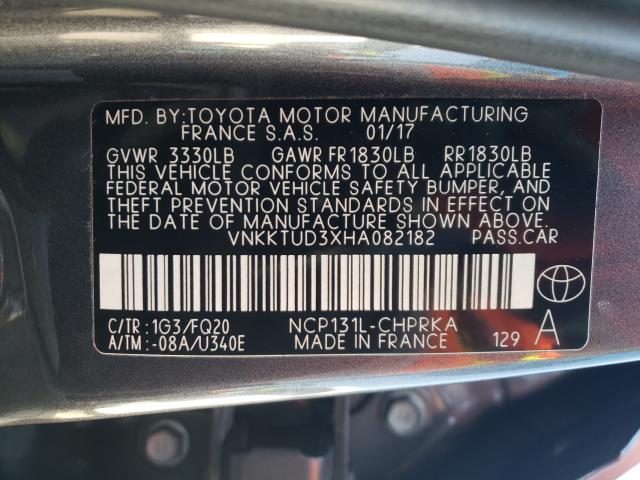 MFD. BY:TOYOTA MOTOR MANUFACTURING
FRANCE S.A.S. 01/17
GVWR 3330LB GAWR FR1830LB RR1830LB
THIS VEHICLE CONFORMS TO ALL APPLICABLE
FEDERAL MOTOR VEHICLE SAFETY BUMPER, AND
THEFT PREVENTION STANDARDS IN EFFECT ON
THE DATE OF MANUFACTURE SHOWN ABOVE.
VNKKTUD3XHA082182 PASS.CAR
C/TR: 1G3/FQ20 NCP131L-CHPRKA
A/TM: -08A/U340E MADE IN FRANCE 129 A